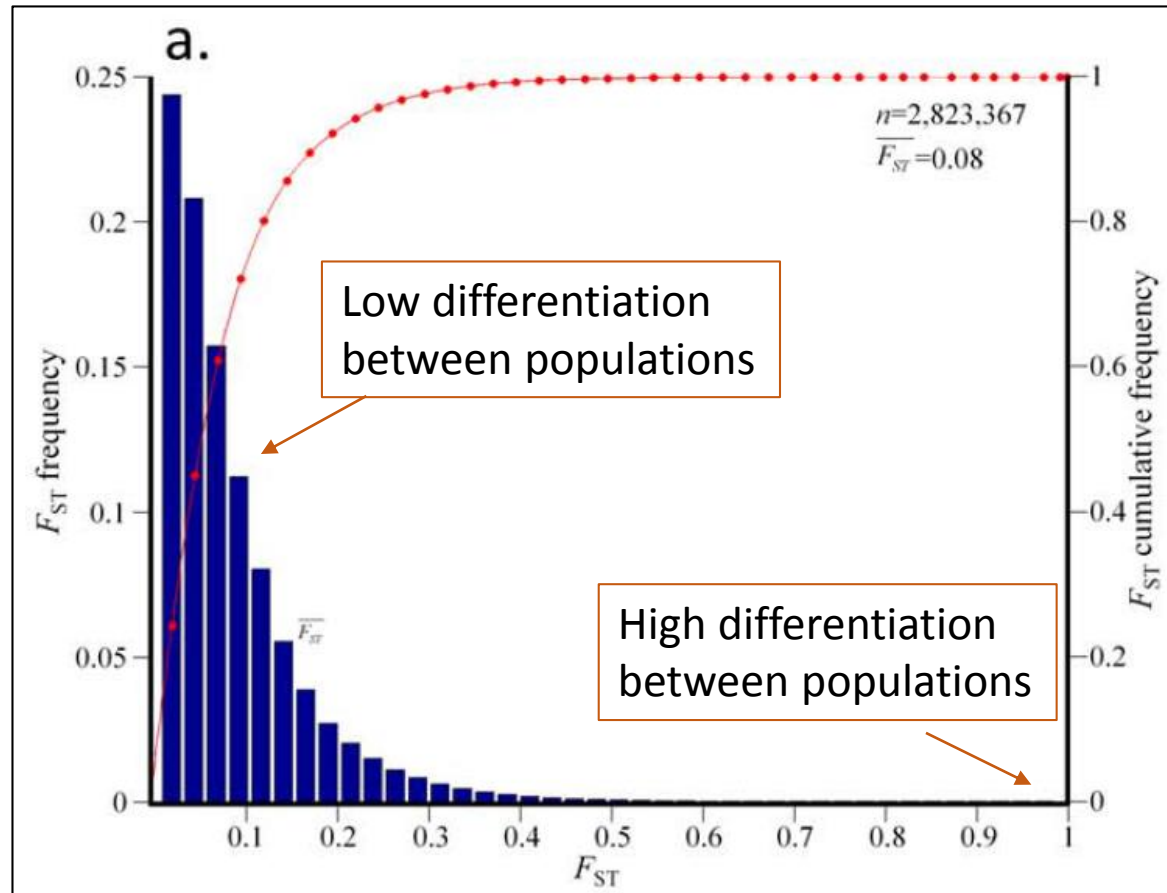 a.
0.25
0.2
0.15
0.1
0.05
0
F_ST frequency
1
0.8
0.6
0.4
0.2
0
F_ST cumulative frequency
n=2,823,367
F̅_S̅T̅=0.08
Low differentiation
between populations
F̅_S̅T̅
High differentiation
between populations
0.1 0.2 0.3 0.4 0.5 0.6 0.7 0.8 0.9 1
F_ST